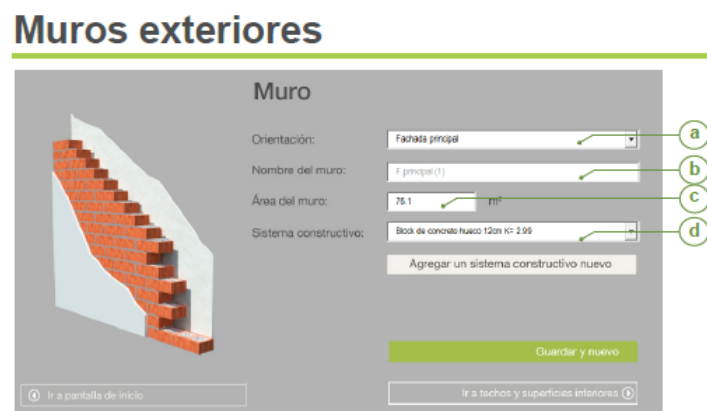 Muros exteriores
Muro
Orientación: Fachada principal a
Nombre del muro: F.principal (1) b
Área del muro: 76.1 m² c
Sistema constructivo: Block de concreto hueco 12cm K= 2.99 d
Agregar un sistema constructivo nuevo
Guardar y nuevo
Ir a pantalla de inicio
Ir a techos y superficies inferiores